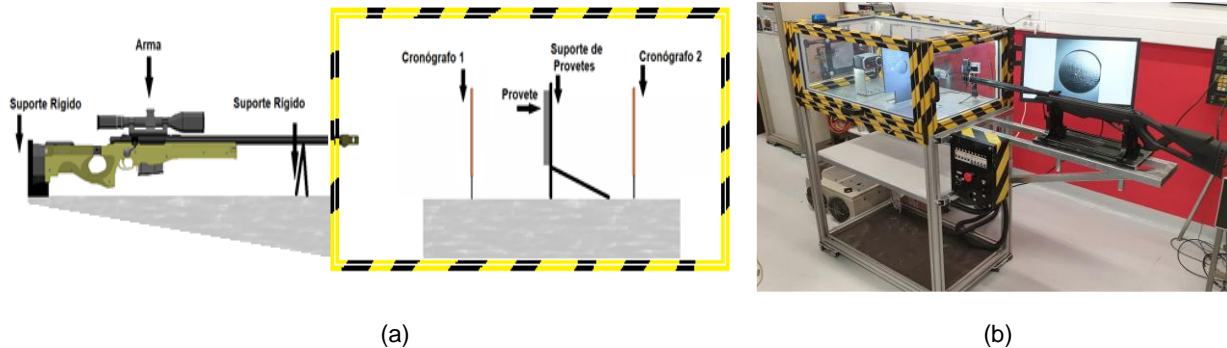 Arma
Suporte Rígido
Suporte Rígido
Cronógrafo 1
Suporte de
Provetes
Cronógrafo 2
Provete
(a)
(b)